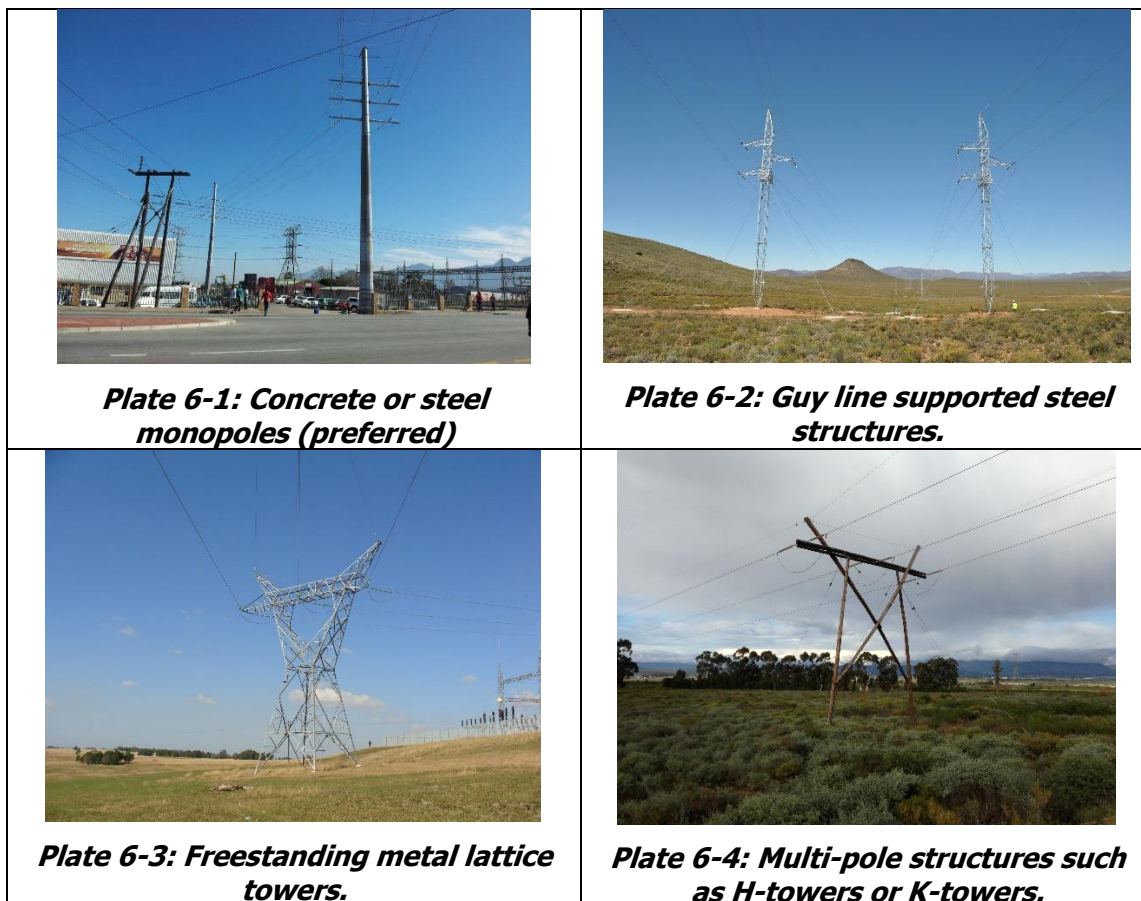 Plate 6-1: Concrete or steel
monopoles (preferred)
Plate 6-2: Guy line supported steel
structures.
Plate 6-3: Freestanding metal lattice
towers.
Plate 6-4: Multi-pole structures such
as H-towers or K-towers.